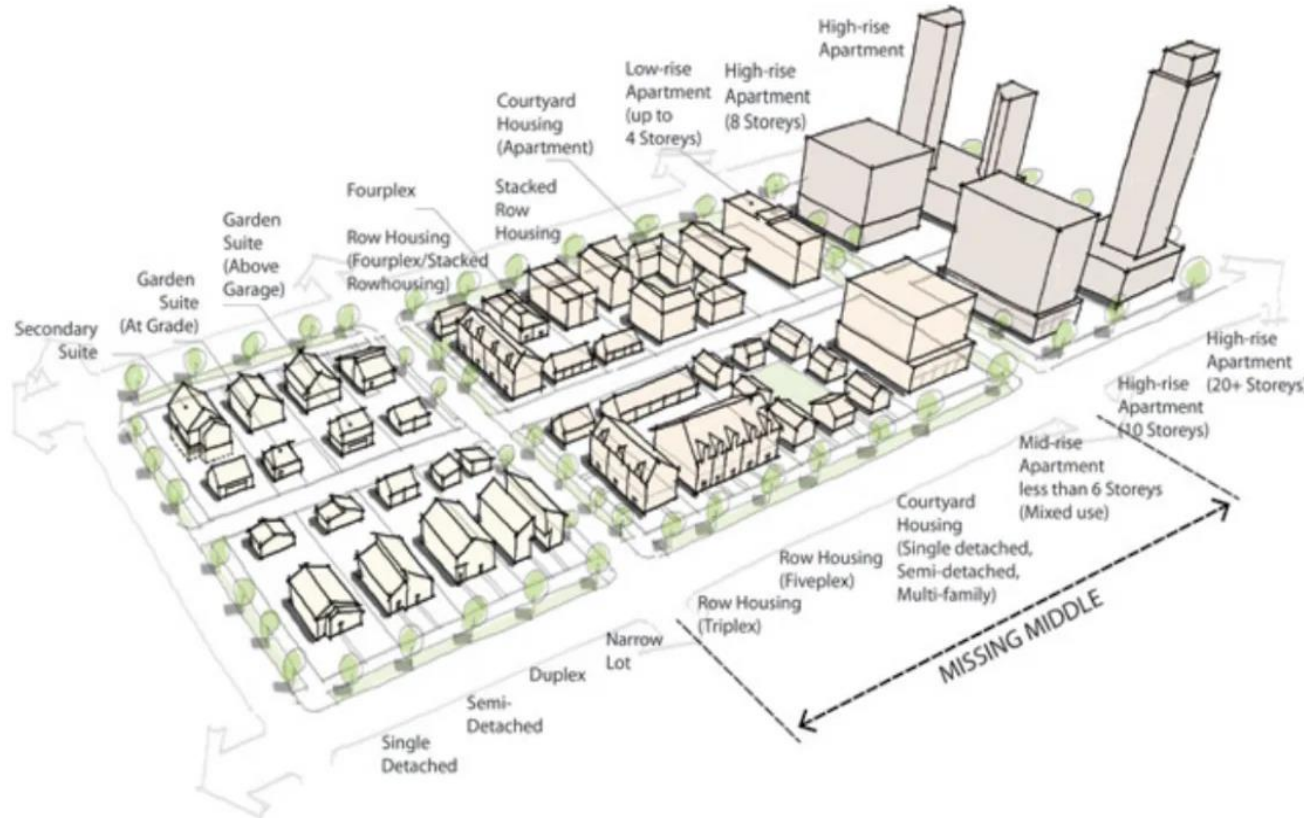 High-rise
Apartment
Low-rise
Apartment
(up to
4 Storeys)
High-rise
Apartment
(8 Storeys)
Courtyard
Housing
(Apartment)
Fourplex
Stacked
Row
Housing
Garden
Suite
(Above
Garage)
Row Housing
(Fourplex/Stacked
Rowhousing)
Garden
Suite
(At Grade)
Secondary
Suite
High-rise
Apartment
(20+ Storeys)
High-rise
Apartment
(10 Storeys)
Mid-rise
Apartment
less than 6 Storeys
(Mixed use)
Courtyard
Housing
(Single detached,
Semi-detached,
Multi-family)
Row Housing
(Fiveplex)
Row Housing
(Triplex)
Narrow
Lot
Duplex
Semi-
Detached
Single
Detached
MISSING MIDDLE